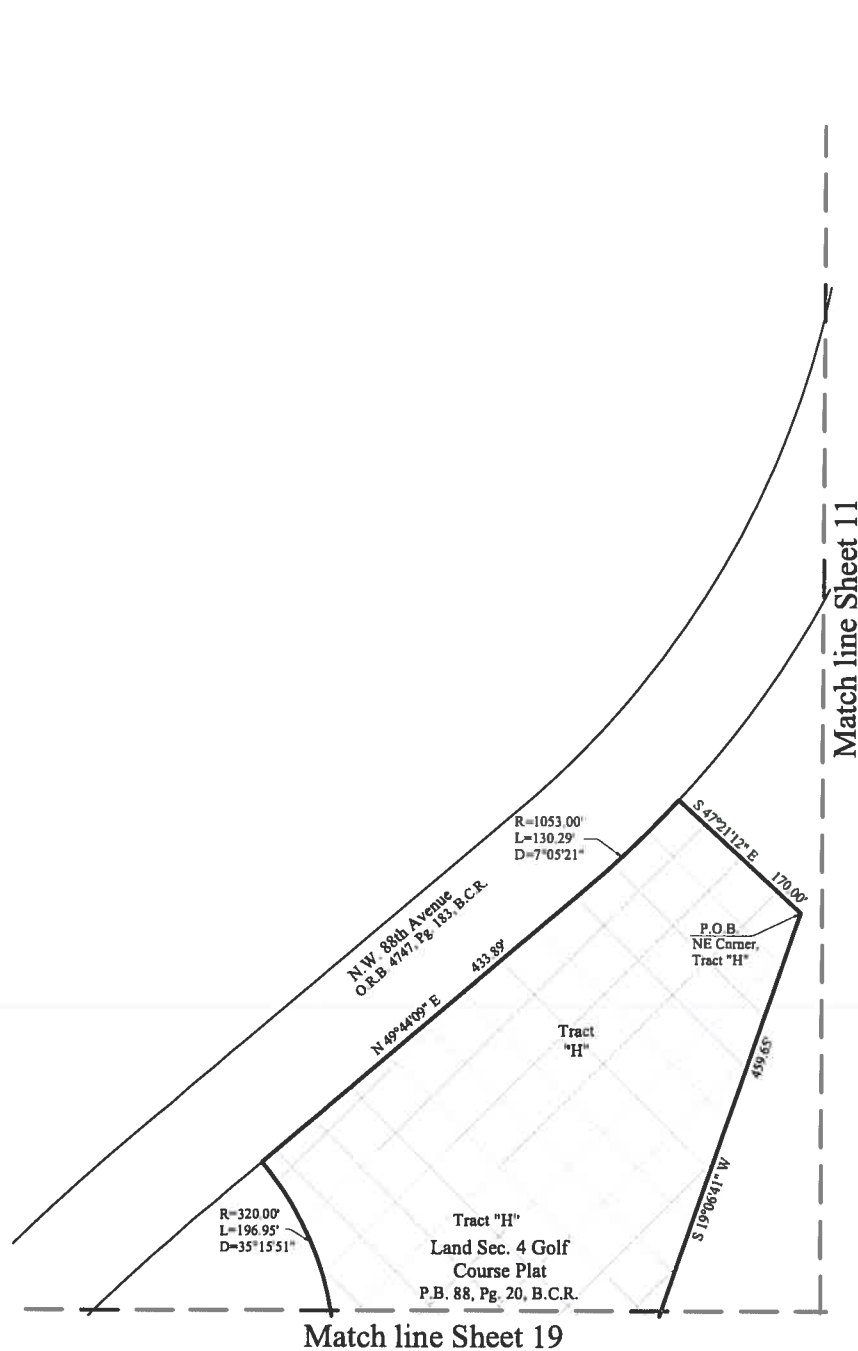 Match line Sheet 11
R=1053.00'
L=130.29'
D=7°05'21"
S 47°21'12" E
170.00'
N.W. 88th Avenue
O.R.B. 4747, Pg. 183, B.C.R.
433.89'
N 49°44'09" E
P.O.B.
NE Corner,
Tract "H"
Tract
"H"
459.65'
S 19°06'41" W
R=320.00'
L=196.95'
D=35°15'51"
Tract "H"
Land Sec. 4 Golf
Course Plat
P.B. 88, Pg. 20, B.C.R.
Match line Sheet 19